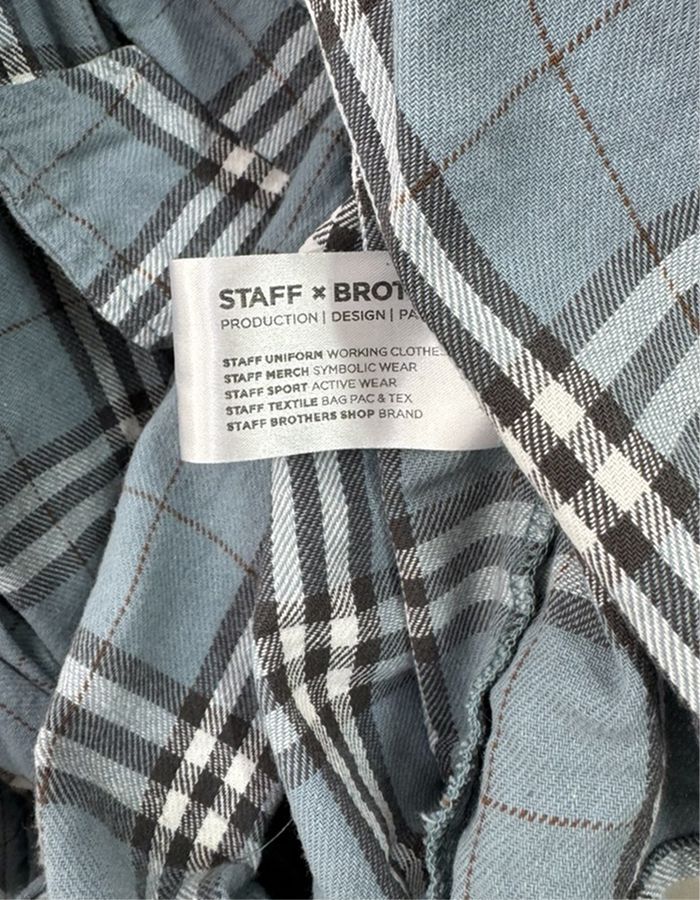 STAFF × BROT
PRODUCTION | DESIGN | PA
STAFF UNIFORM WORKING CLOTHES
STAFF MERCH SYMBOLIC WEAR
STAFF SPORT ACTIVE WEAR
STAFF TEXTILE BAG PAC & TEX
STAFF BROTHERS SHOP BRAND